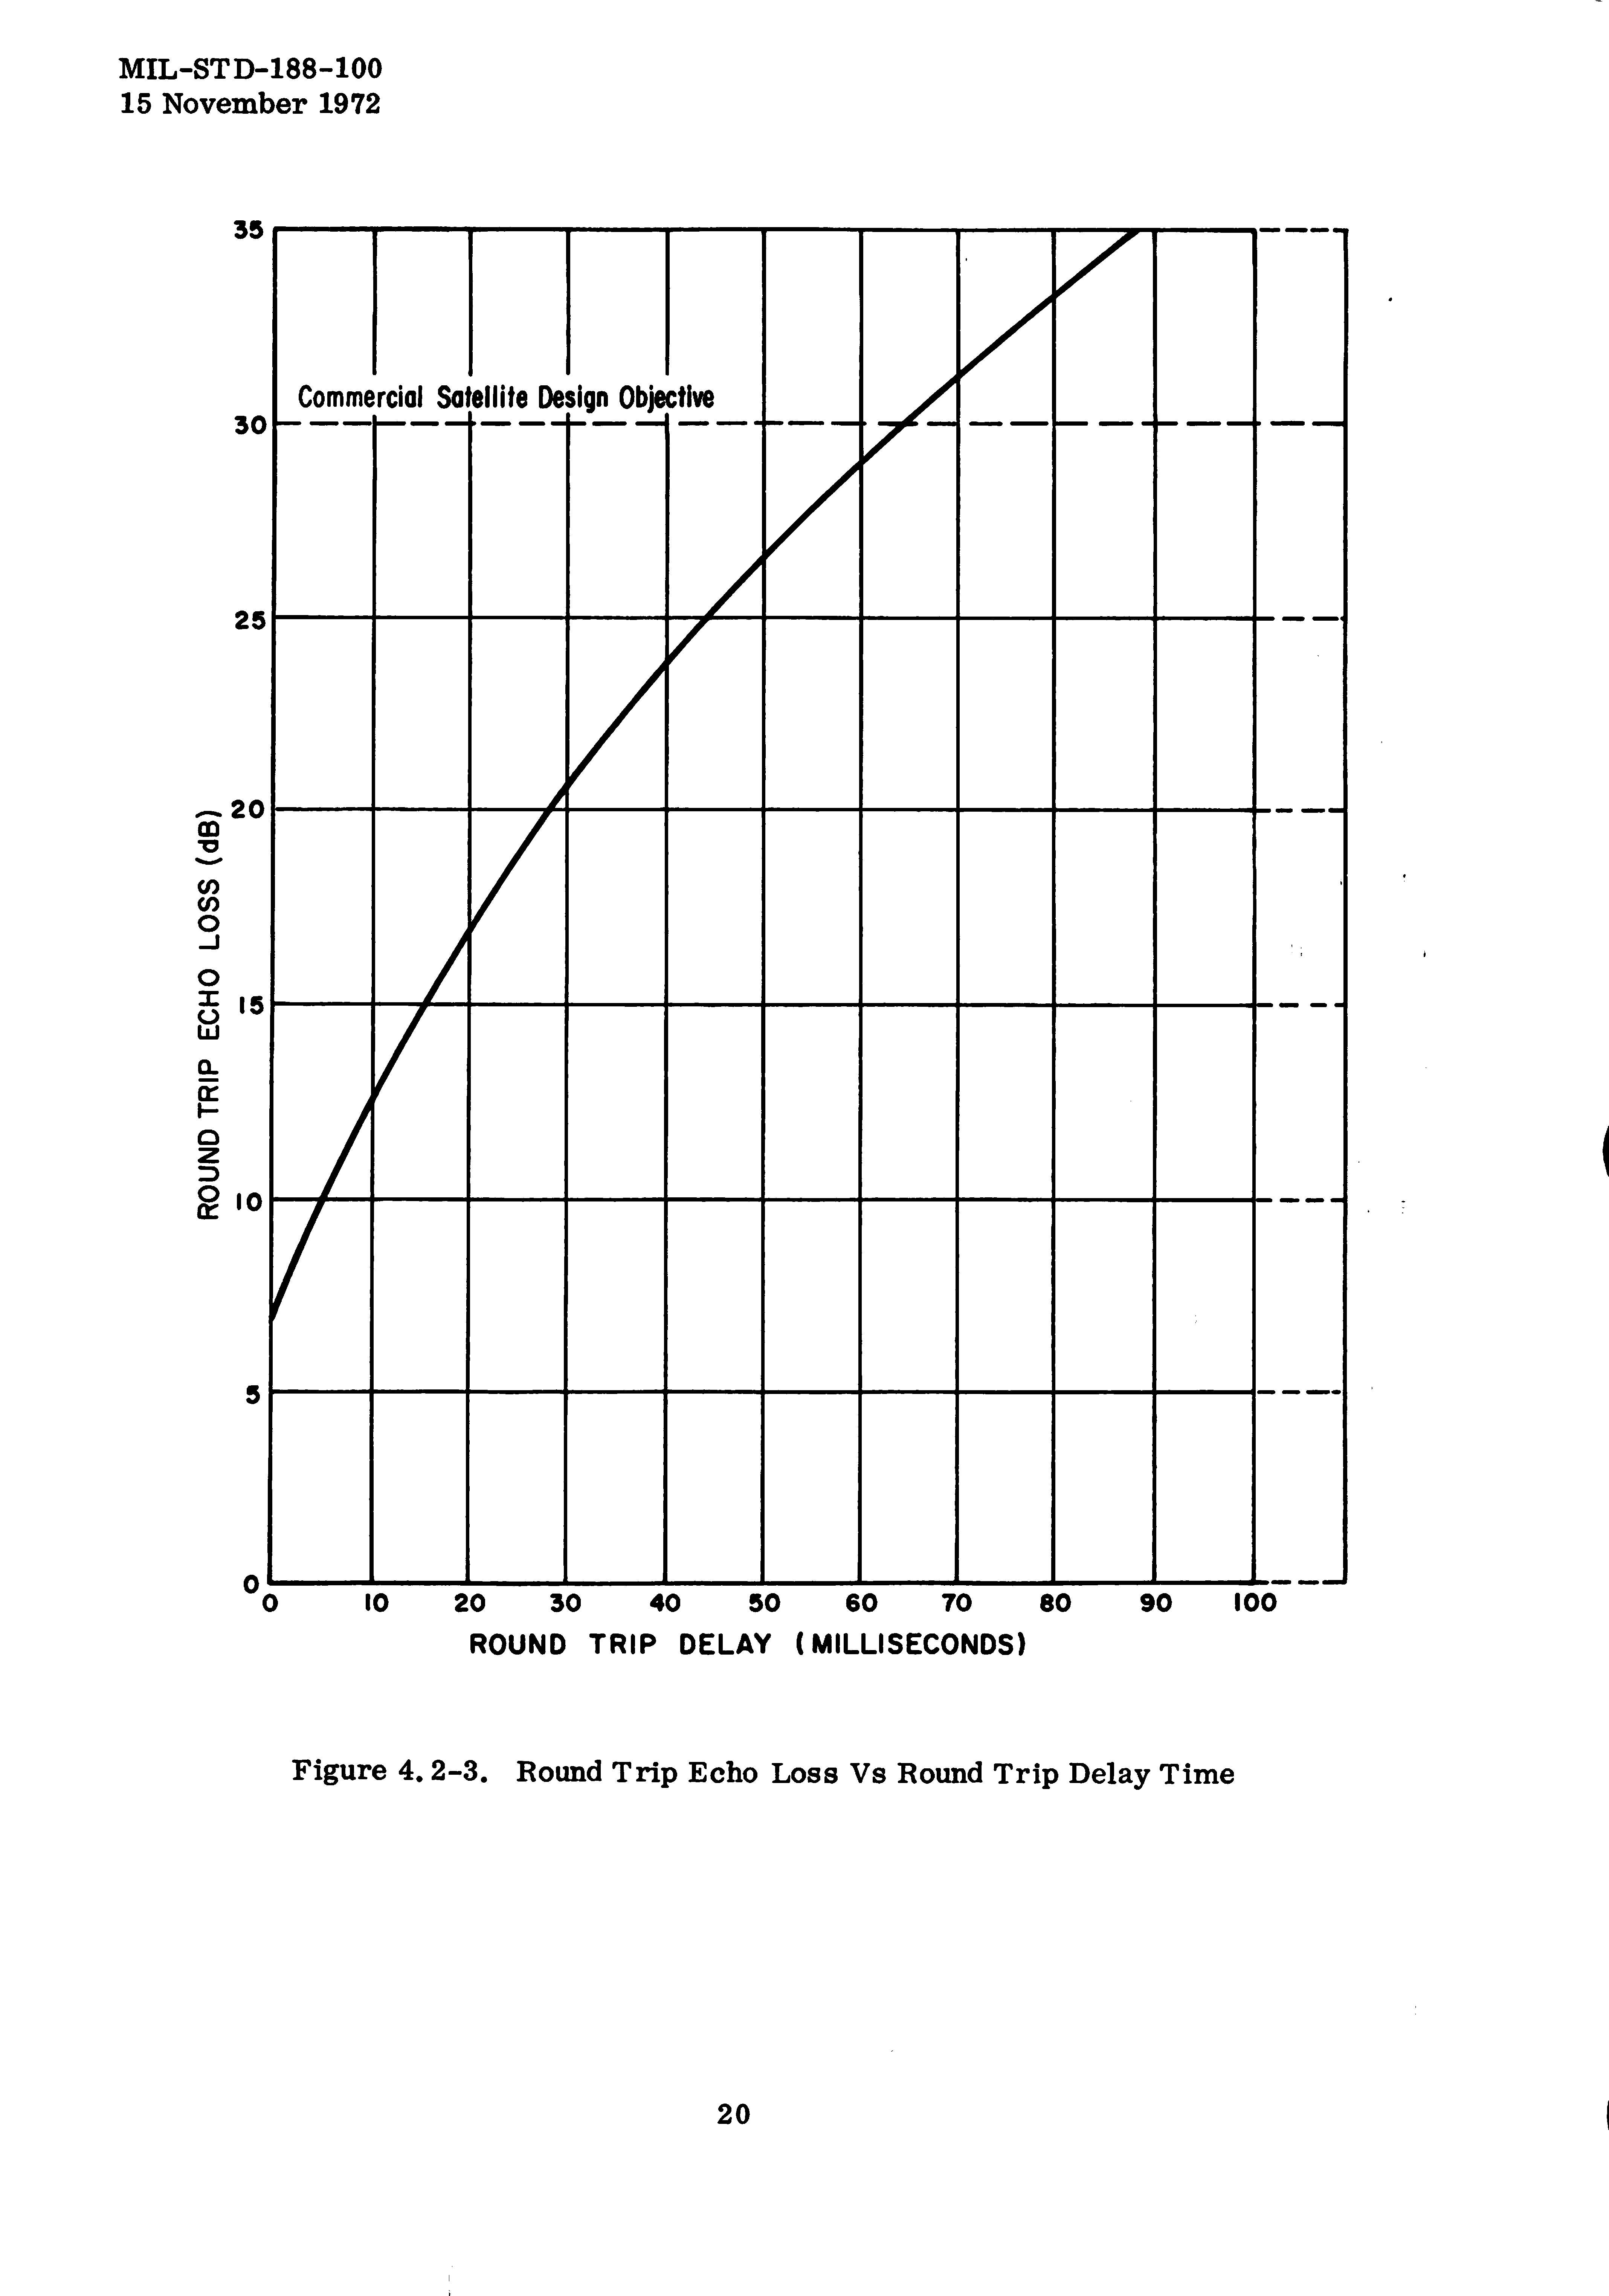 MIL-STD-188-100
15 November 1972
35
Commercial Satellite Design Objective
30
25
20
15
10
5
0
ROUND TRIP ECHO LOSS (dB)
0 10 20 30 40 50 60 70 80 90 100
ROUND TRIP DELAY (MILLISECONDS)
Figure 4.2-3. Round Trip Echo Loss Vs Round Trip Delay Time
20